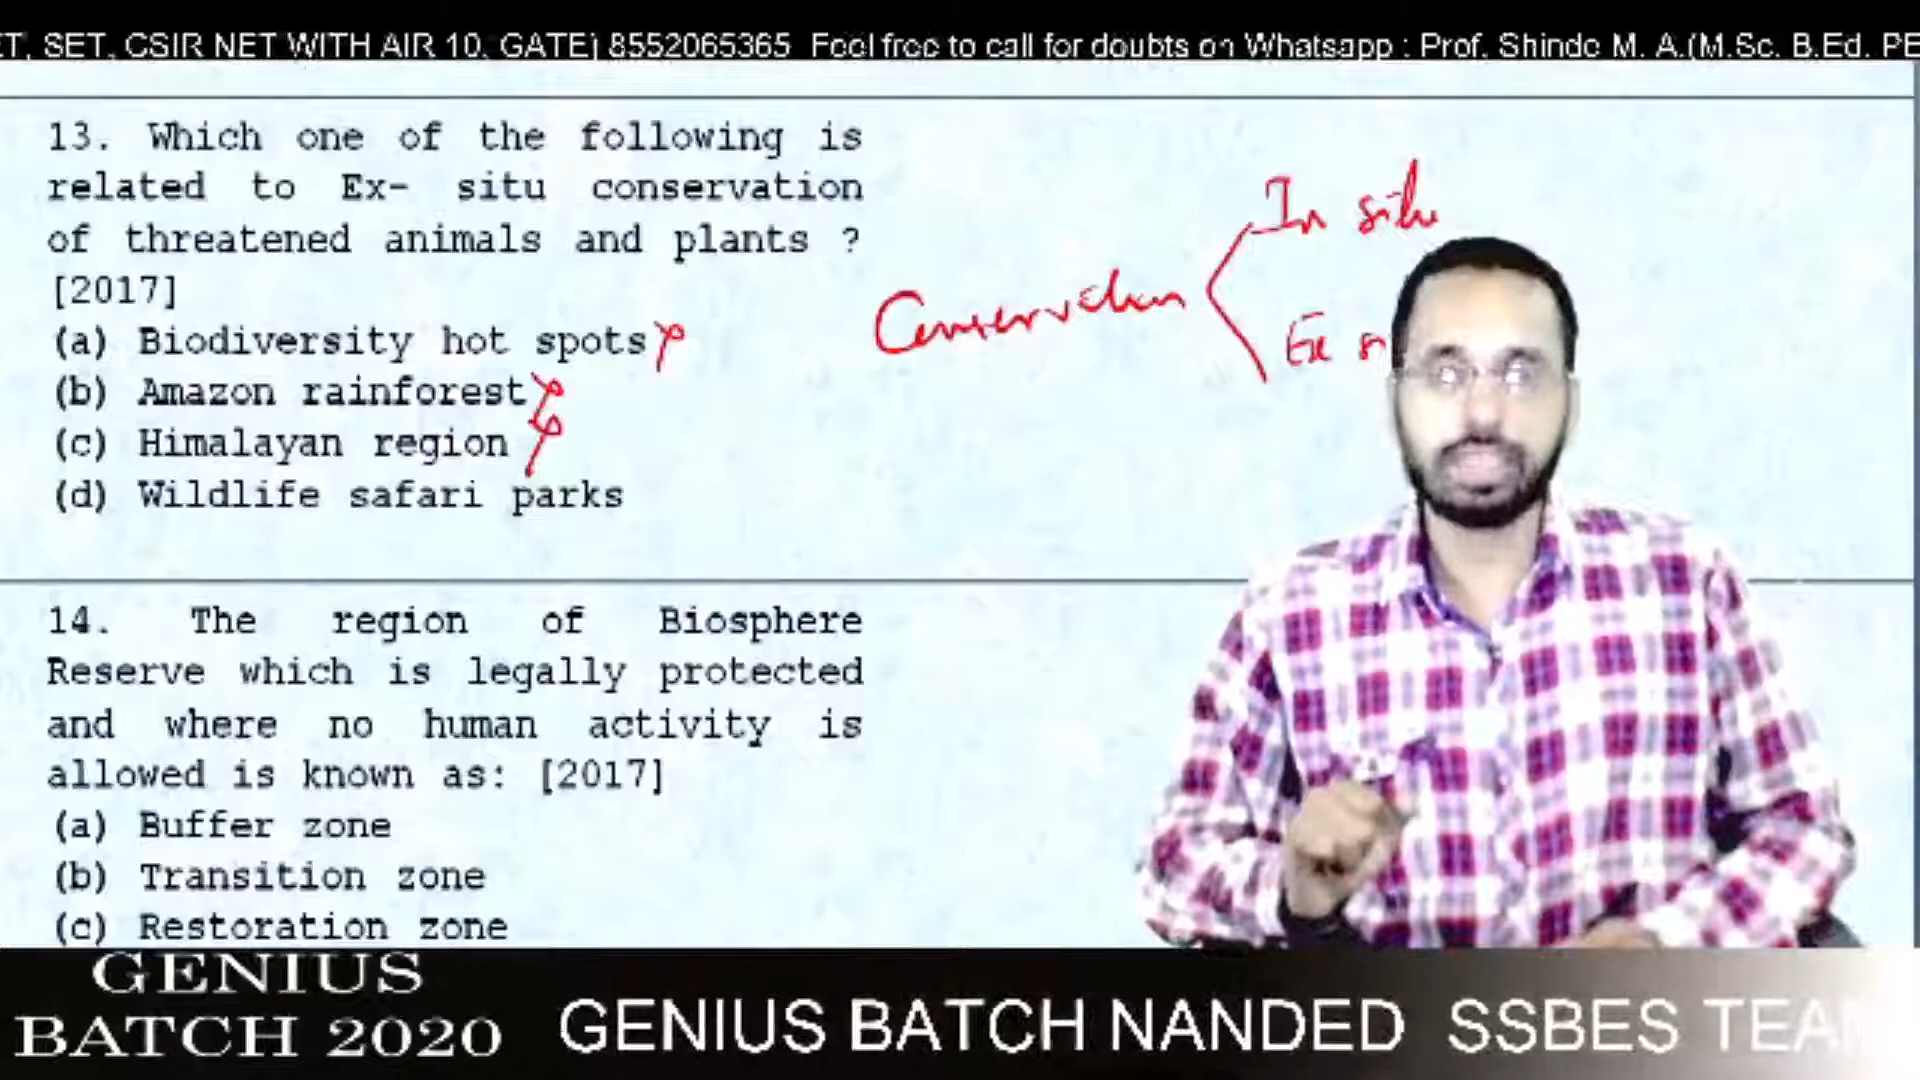 ET, SET, CSIR NET WITH AIR 10, GATE) 8552065365 Feel free to call for doubts on Whatsapp : Prof. Shinde M. A.(M.Sc. B.Ed. PE
13. Which one of the following is
related to Ex- situ conservation
of threatened animals and plants ?
[2017]
(a) Biodiversity hot spots
(b) Amazon rainforest
(c) Himalayan region
(d) Wildlife safari parks
In situ
Conservation
Ex s
14. The region of Biosphere
Reserve which is legally protected
and where no human activity is
allowed is known as: [2017]
(a) Buffer zone
(b) Transition zone
(c) Restoration zone
GENIUS
BATCH 2020
GENIUS BATCH NANDED SSBES TEAM